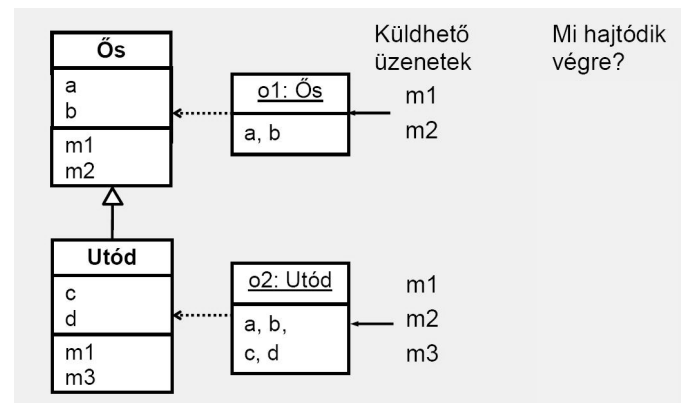 Küldhető
üzenetek
Mi hajtódik
végre?
Ős
a
b
m1
m2
o1: Ős
a, b
m1
m2
Utód
c
d
m1
m3
o2: Utód
a, b,
c, d
m1
m2
m3